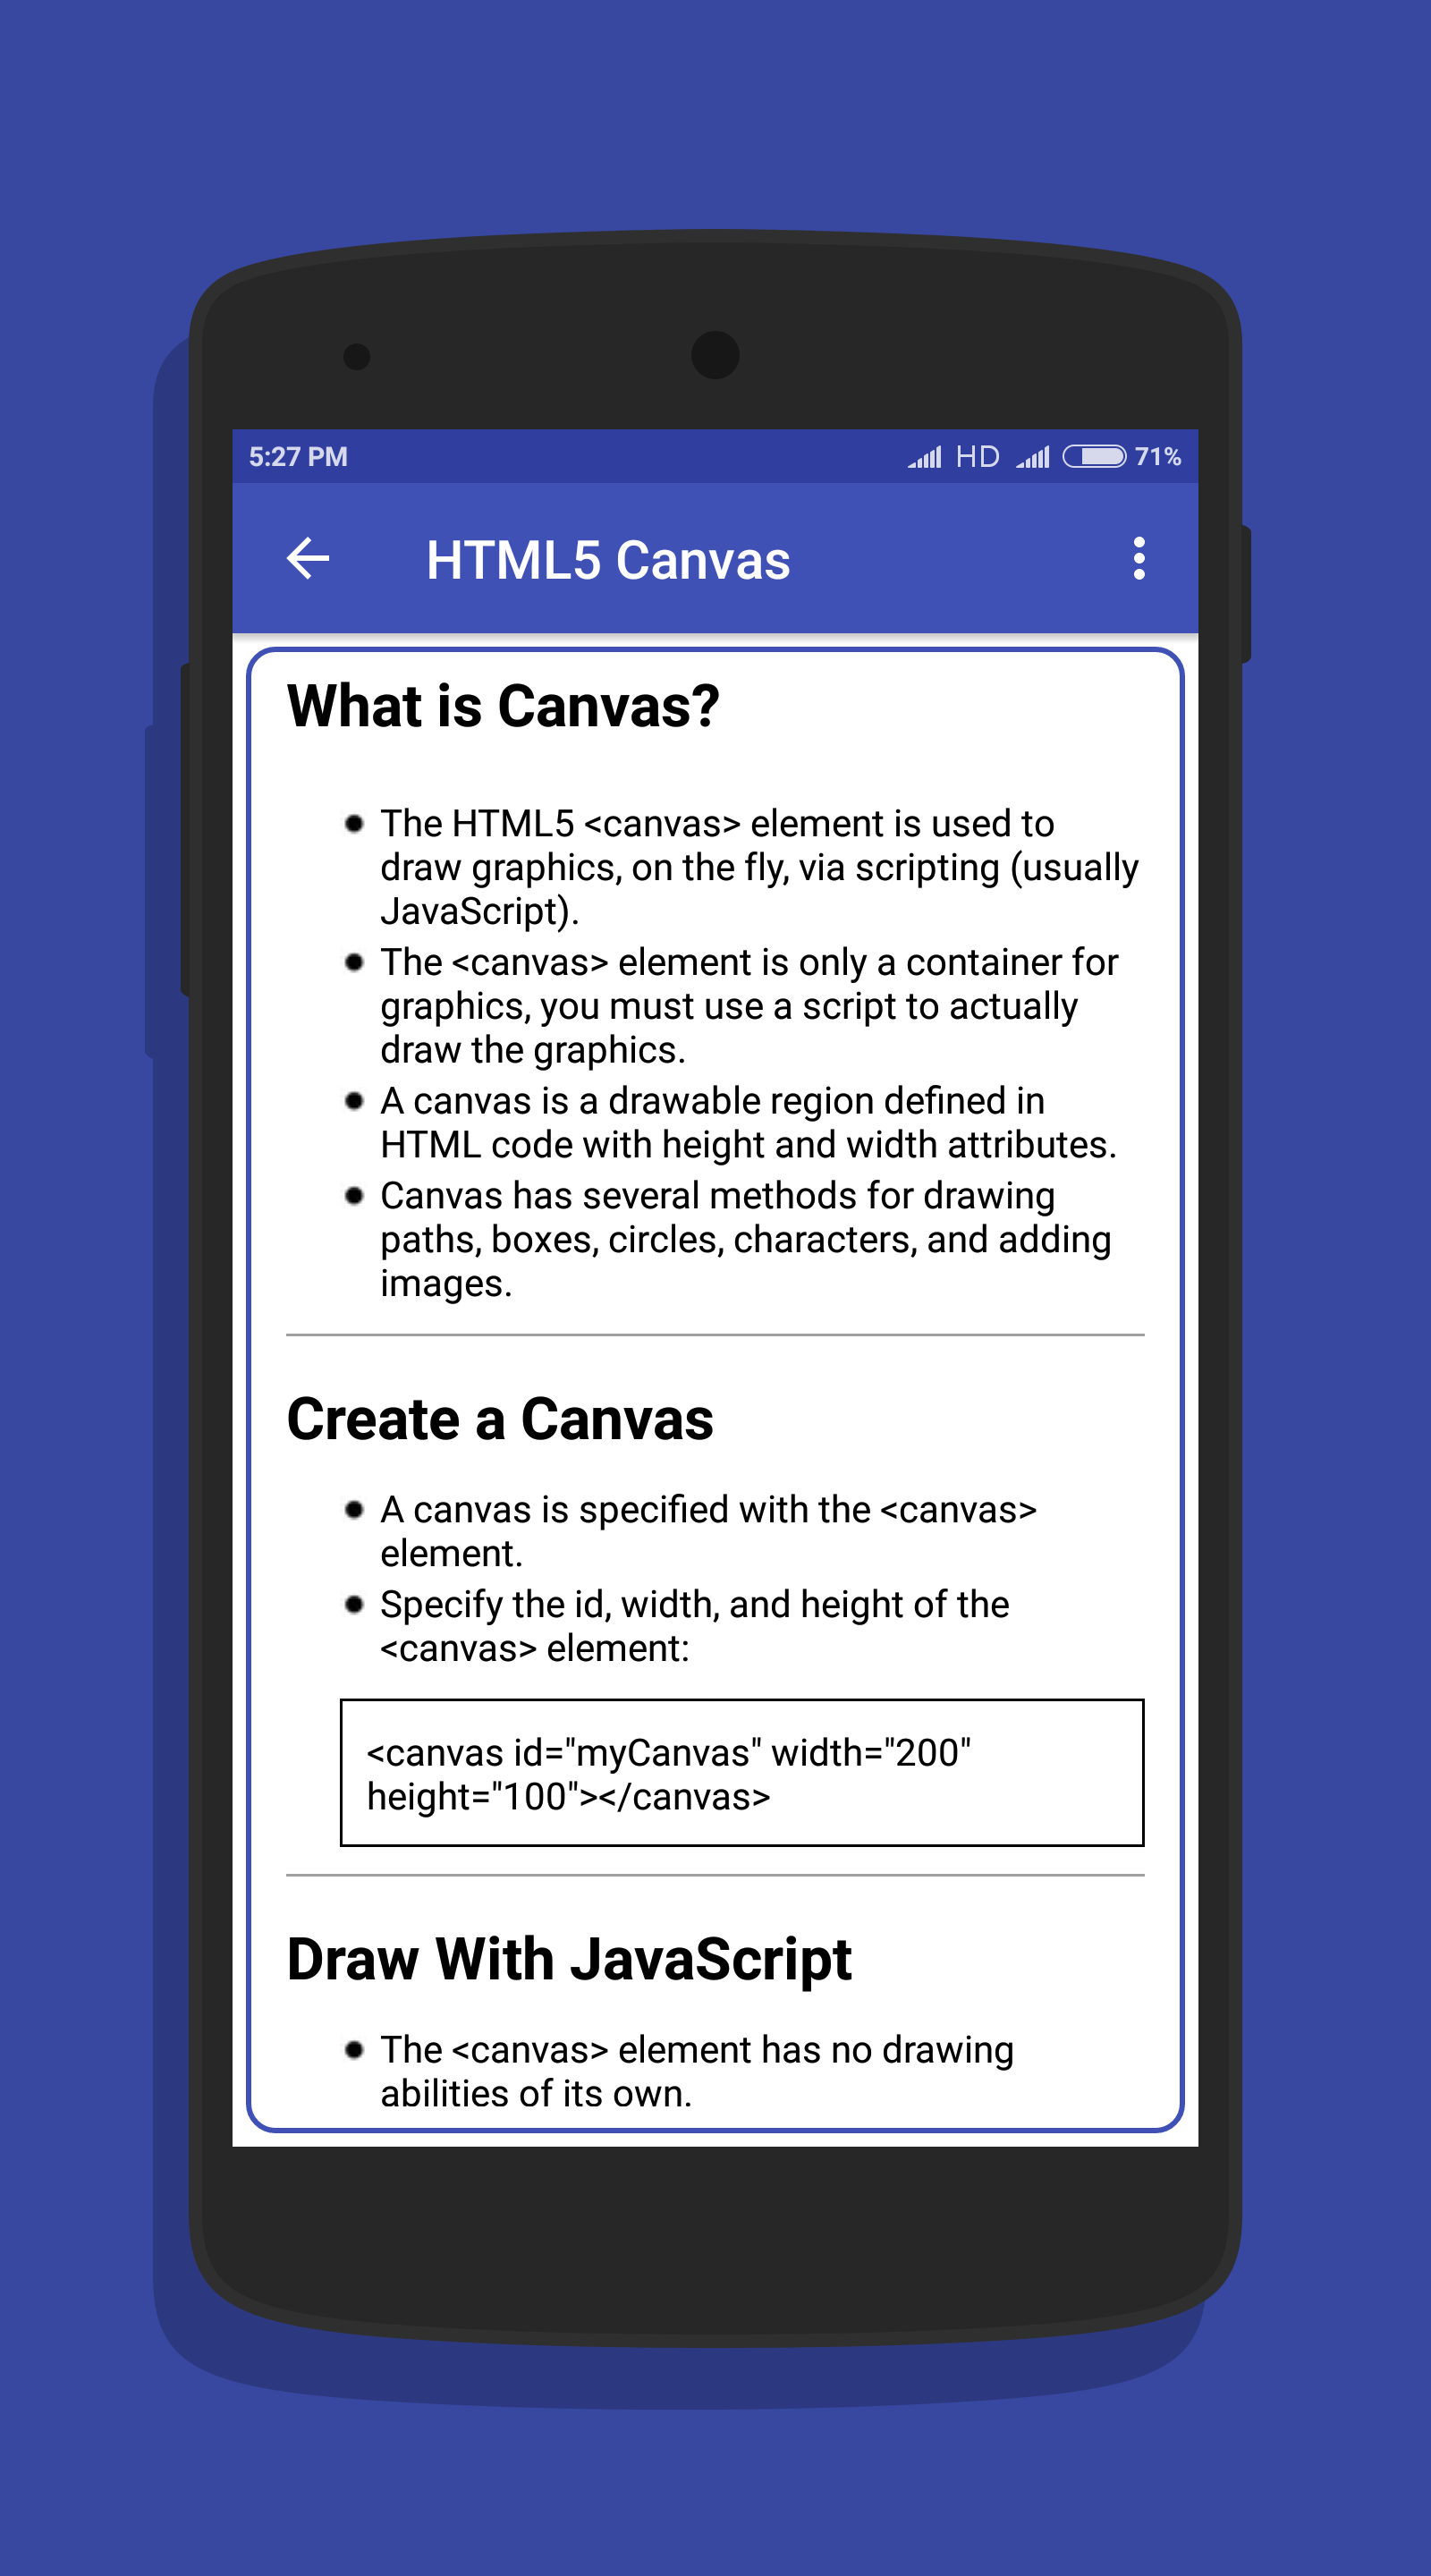 5:27 PM HD 71%
HTML5 Canvas
What is Canvas?
The HTML5 <canvas> element is used to
draw graphics, on the fly, via scripting (usually
JavaScript).
The <canvas> element is only a container for
graphics, you must use a script to actually
draw the graphics.
A canvas is a drawable region defined in
HTML code with height and width attributes.
Canvas has several methods for drawing
paths, boxes, circles, characters, and adding
images.
Create a Canvas
A canvas is specified with the <canvas>
element.
Specify the id, width, and height of the
<canvas> element:
<canvas id="myCanvas" width="200"
height="100"></canvas>
Draw With JavaScript
The <canvas> element has no drawing
abilities of its own.